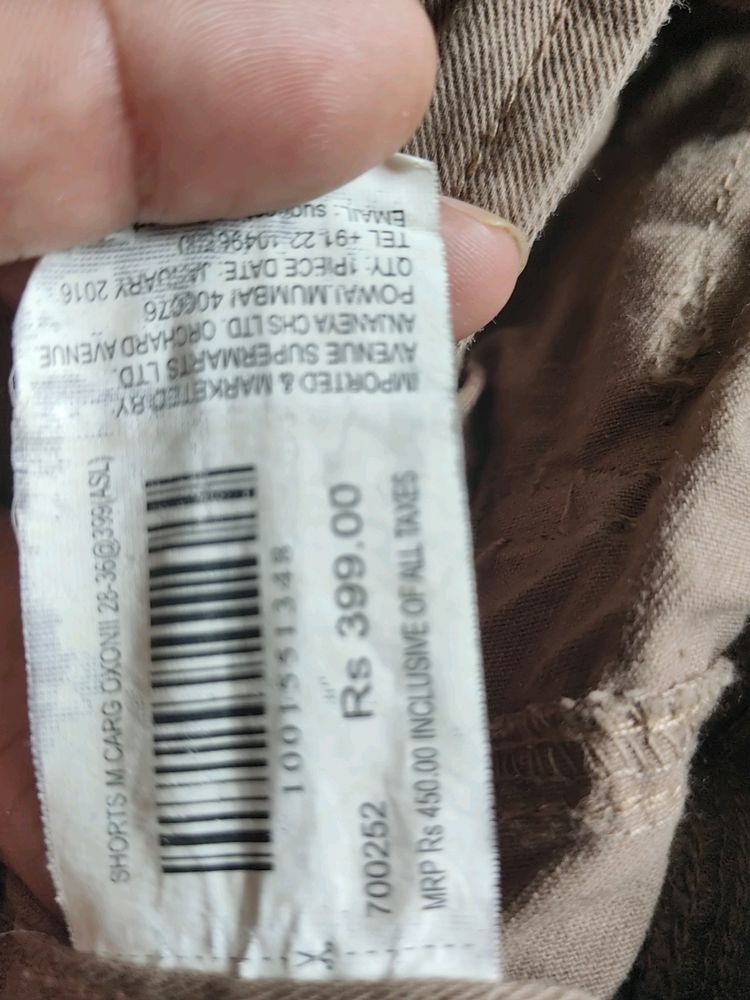 SHORTS M CARG OXONII 28-36@399(ASL)
1001551348
Rs 399.00
700252
MRP Rs 450.00 INCLUSIVE OF ALL TAXES
IMPORTED & MARKETED BY:
AVENUE SUPERMARTS LTD.
ANJANEYA CHS LTD. ORCHARD AVENUE
POWAI.MUMBAI 400076
QTY: 1PIECE DATE: JANUARY 2016
TEL +91.22
EMAIL: